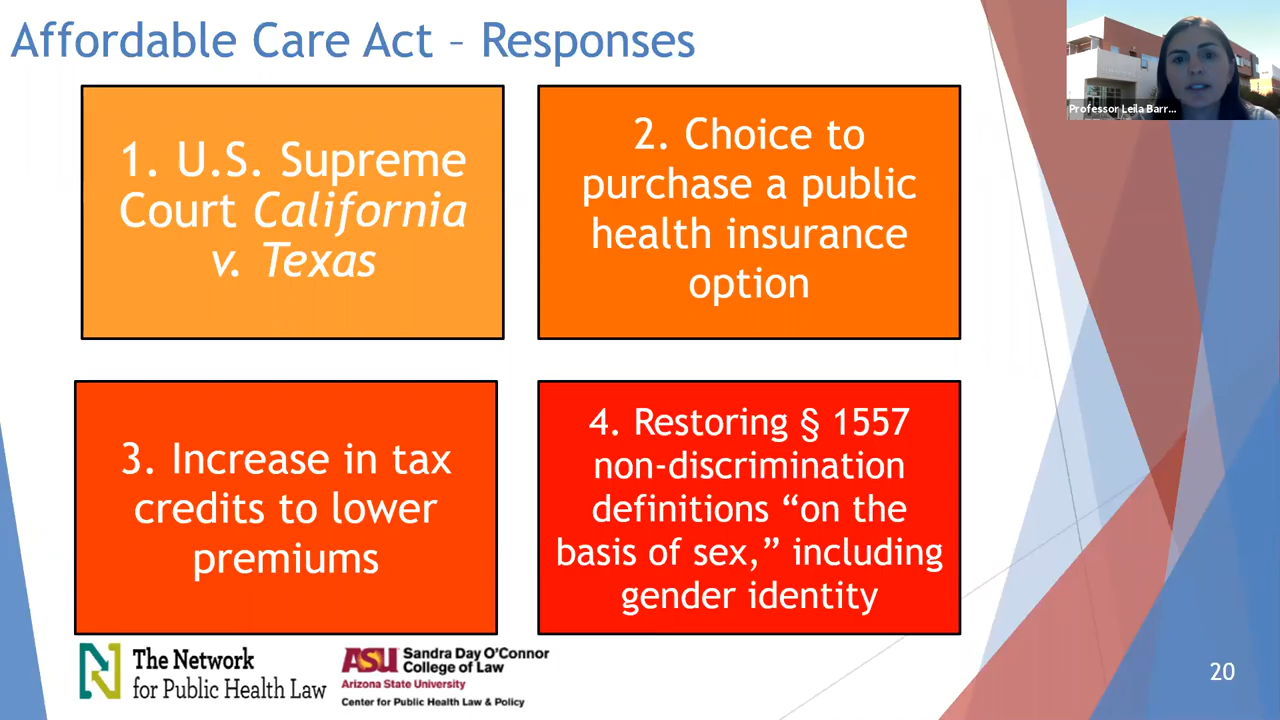 Affordable Care Act – Responses
Professor Leila Barr...
1. U.S. Supreme
Court California
v. Texas
2. Choice to
purchase a public
health insurance
option
3. Increase in tax
credits to lower
premiums
4. Restoring § 1557
non-discrimination
definitions “on the
basis of sex,” including
gender identity
The Network
for Public Health Law
ASU Sandra Day O’Connor
College of Law
Arizona State University
Center for Public Health Law & Policy
20